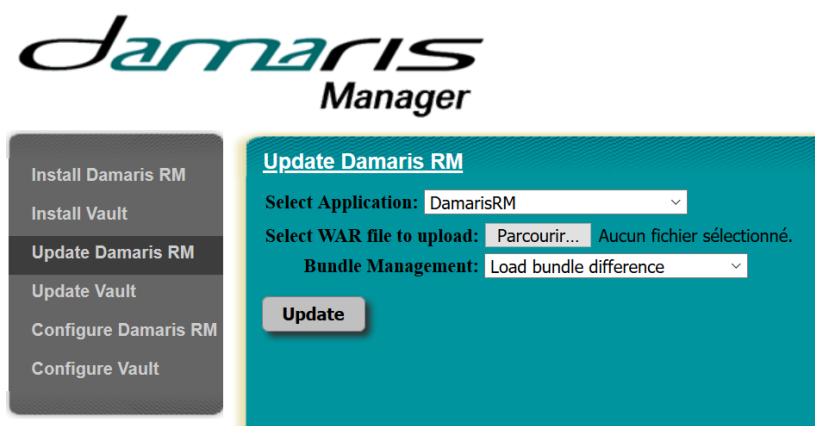 damaris
Manager
Install Damaris RM
Install Vault
Update Damaris RM
Update Vault
Configure Damaris RM
Configure Vault
Update Damaris RM
Select Application: DamarisRM
Select WAR file to upload: Parcourir... Aucun fichier sélectionné.
Bundle Management: Load bundle difference
Update